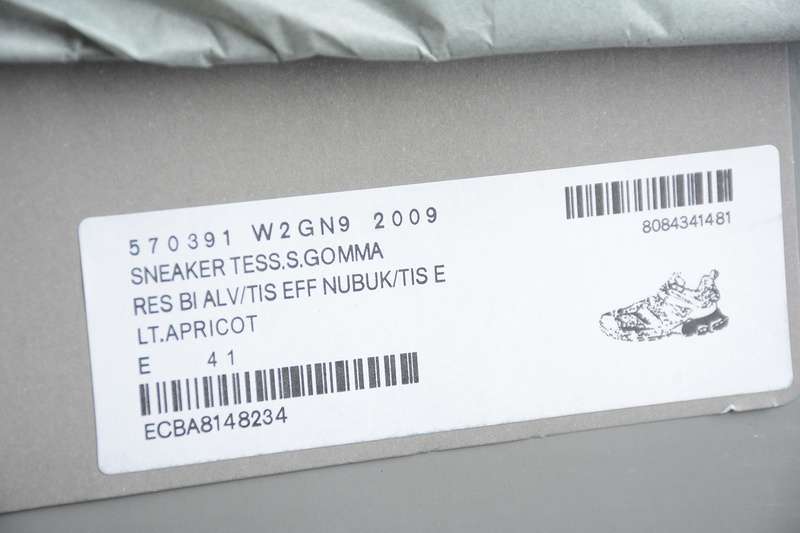 570391 W2GN9 2009
SNEAKER TESS.S.GOMMA
RES BI ALV/TIS EFF NUBUK/TIS E
LT.APRICOT
E 41
ECBA8148234
8084341481